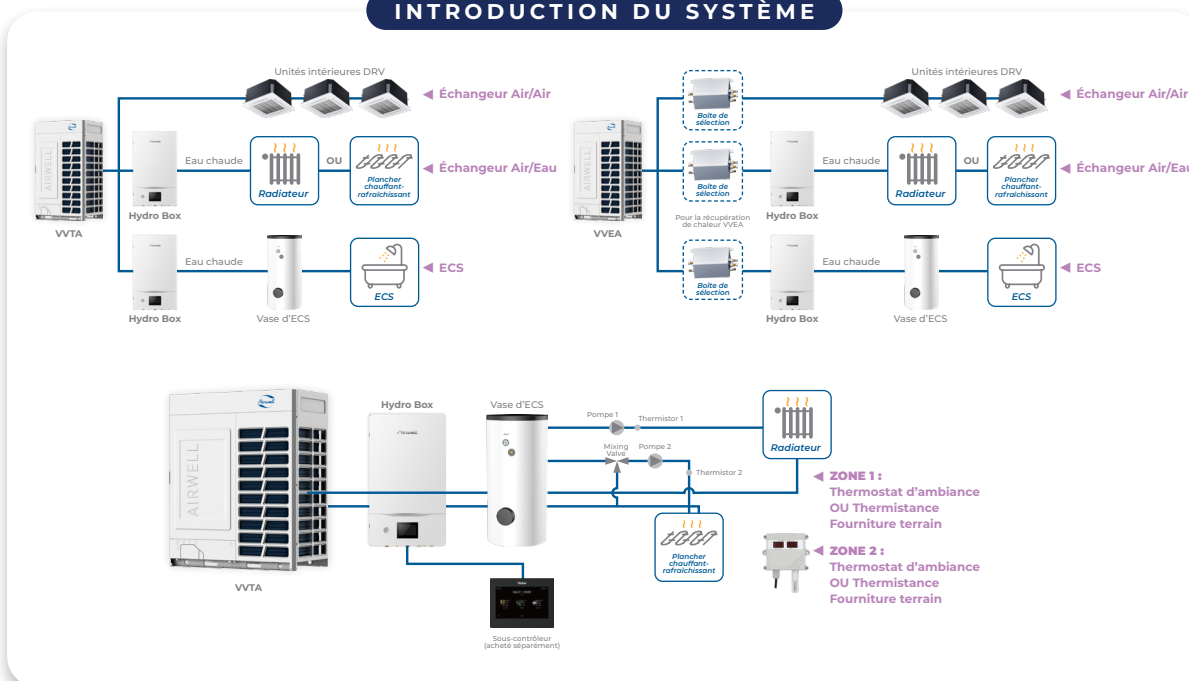 INTRODUCTION DU SYSTÈME
Unités intérieures DRV
Échangeur Air/Air
AIRWELL
VVTA
Hydro Box
Eau chaude
Radiateur
OU
Plancher
chauffant-
rafraîchissant
Échangeur Air/Eau
Hydro Box
Eau chaude
Vase d'ECS
ECS
ECS
Unités intérieures DRV
Échangeur Air/Air
Boîte de
sélection
AIRWELL
VVEA
Boîte de
sélection
Pour la récupération
de chaleur VVEA
Hydro Box
Eau chaude
Radiateur
OU
Plancher
chauffant-
rafraîchissant
Échangeur Air/Eau
Boîte de
sélection
Hydro Box
Eau chaude
Vase d'ECS
ECS
ECS
Airwell
AIRWELL
VVTA
Hydro Box
Airwell
Vase d'ECS
Pompe 1
Thermistor 1
Mixing
Valve
Pompe 2
Thermistor 2
Radiateur
Plancher
chauffant-
rafraîchissant
Sous-contrôleur
(acheté séparément)
ZONE 1 :
Thermostat d'ambiance
OU Thermistance
Fourniture terrain
ZONE 2 :
Thermostat d'ambiance
OU Thermistance
Fourniture terrain